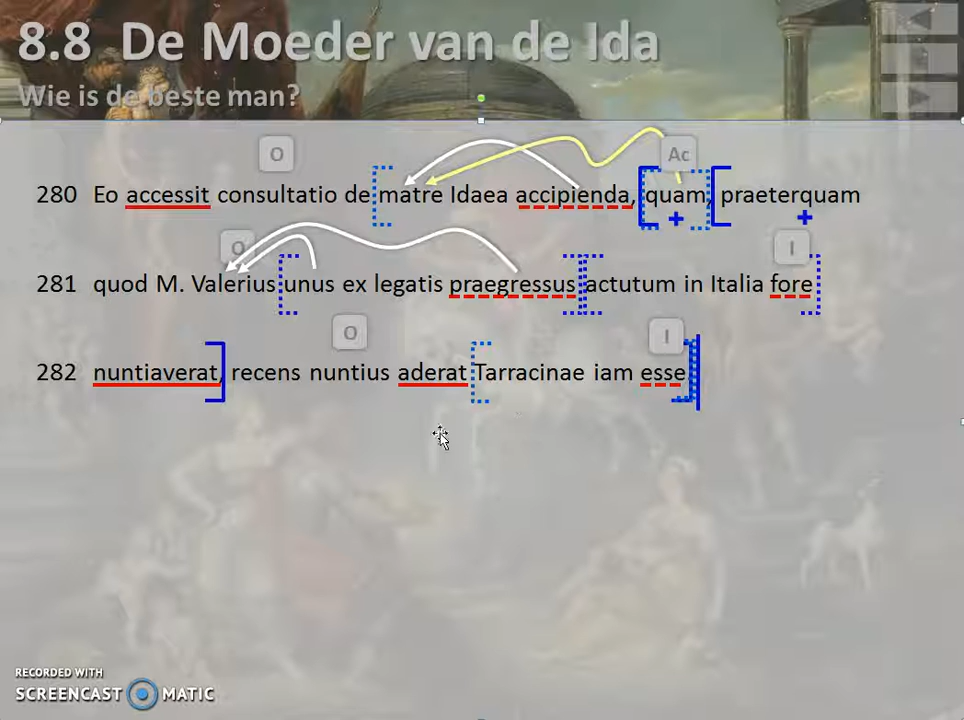 8.8 De Moeder van de Ida
Wie is de beste man?
O Ac
280 Eo accessit consultatio de matre Idaea accipienda, quam, praeterquam
+ +
O I
281 quod M. Valerius unus ex legatis praegressus actutum in Italia fore
O I
282 nuntiaverat, recens nuntius aderat Tarracinae iam esse.
RECORDED WITH
SCREENCAST MATIC